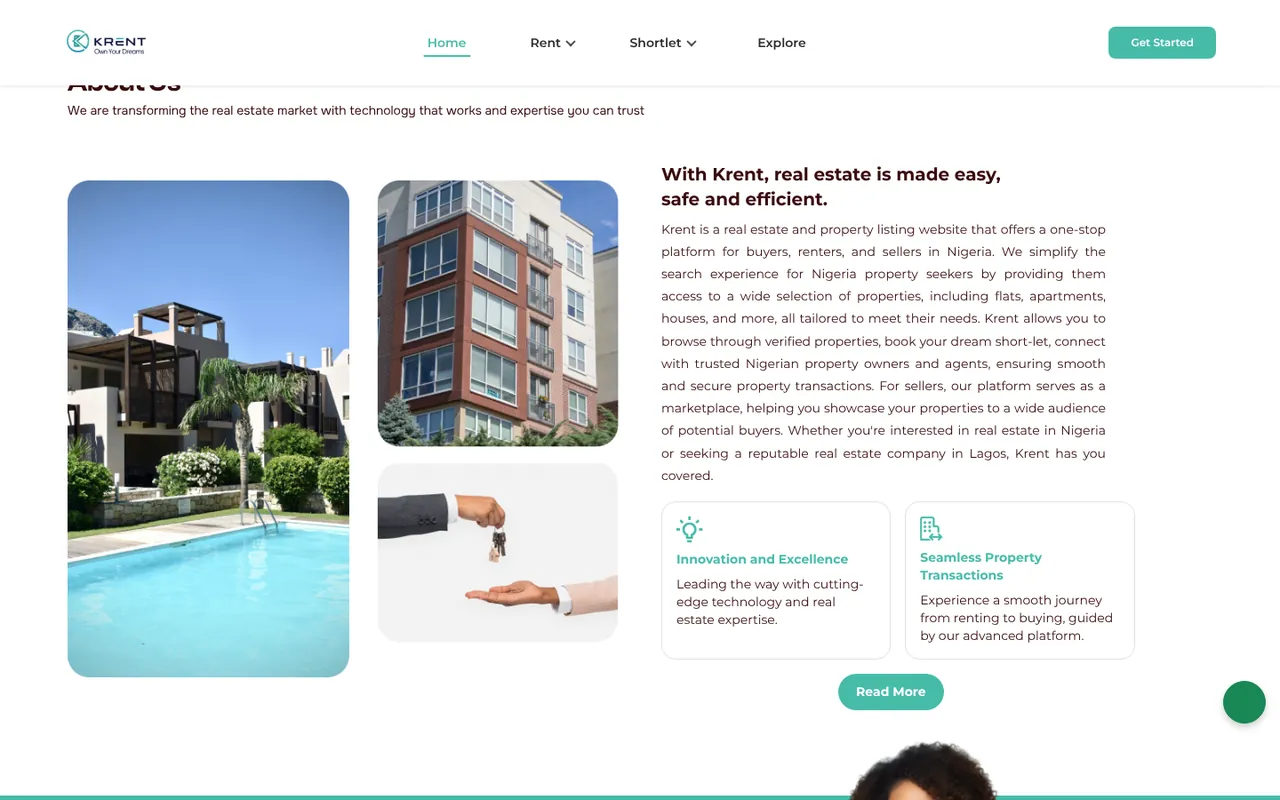 KRENT
Own Your Dreams
Home
Rent
Shortlet
Explore
Get Started
About Us
We are transforming the real estate market with technology that works and expertise you can trust
With Krent, real estate is made easy,
safe and efficient.
Krent is a real estate and property listing website that offers a one-stop
platform for buyers, renters, and sellers in Nigeria. We simplify the
search experience for Nigeria property seekers by providing them
access to a wide selection of properties, including flats, apartments,
houses, and more, all tailored to meet their needs. Krent allows you to
browse through verified properties, book your dream short-let, connect
with trusted Nigerian property owners and agents, ensuring smooth
and secure property transactions. For sellers, our platform serves as a
marketplace, helping you showcase your properties to a wide audience
of potential buyers. Whether you're interested in real estate in Nigeria
or seeking a reputable real estate company in Lagos, Krent has you
covered.
Innovation and Excellence
Leading the way with cutting-
edge technology and real
estate expertise.
Seamless Property
Transactions
Experience a smooth journey
from renting to buying, guided
by our advanced platform.
Read More